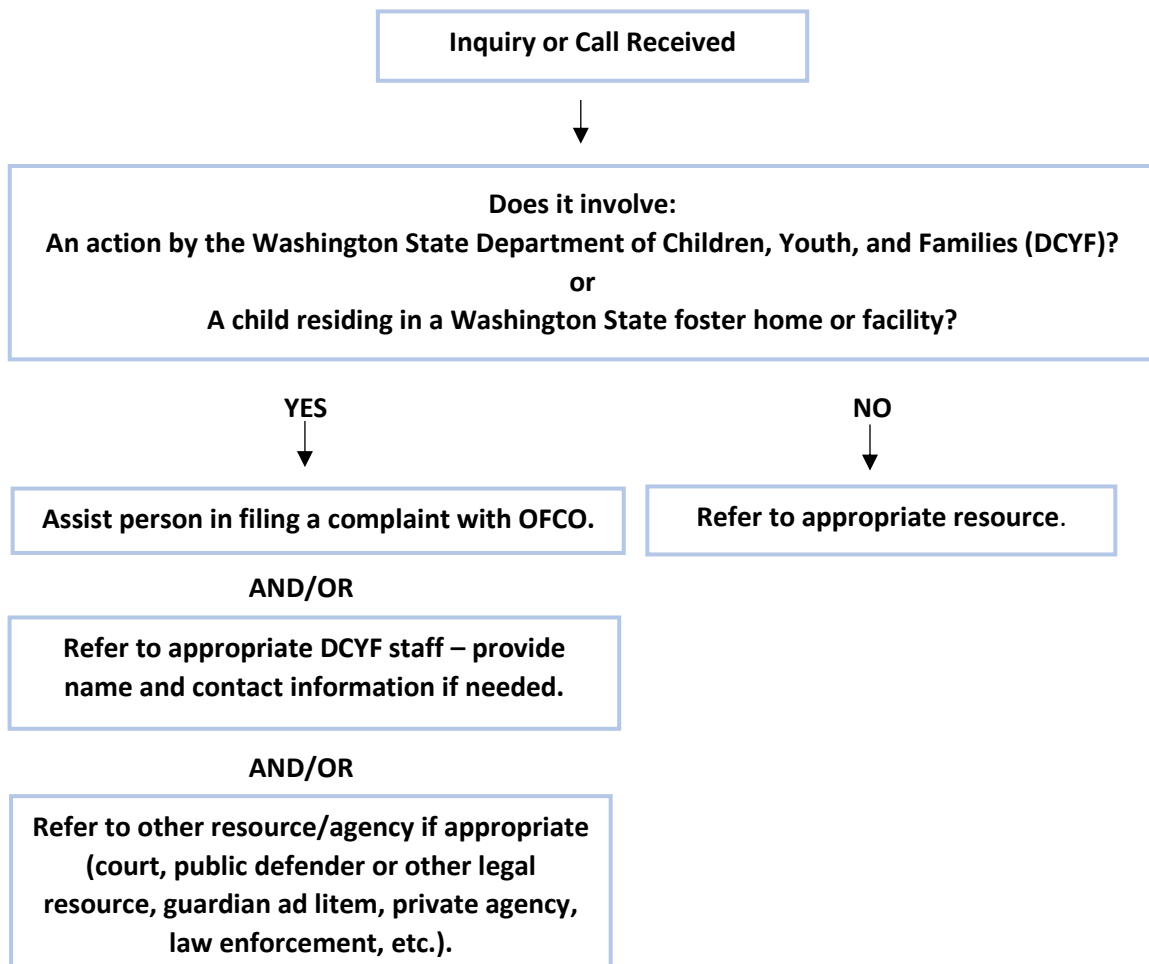 Inquiry or Call Received
Does it involve:
An action by the Washington State Department of Children, Youth, and Families (DCYF)?
or
A child residing in a Washington State foster home or facility?
YES
NO
Assist person in filing a complaint with OFCO.
Refer to appropriate resource.
AND/OR
Refer to appropriate DCYF staff – provide
name and contact information if needed.
AND/OR
Refer to other resource/agency if appropriate
(court, public defender or other legal
resource, guardian ad litem, private agency,
law enforcement, etc.).